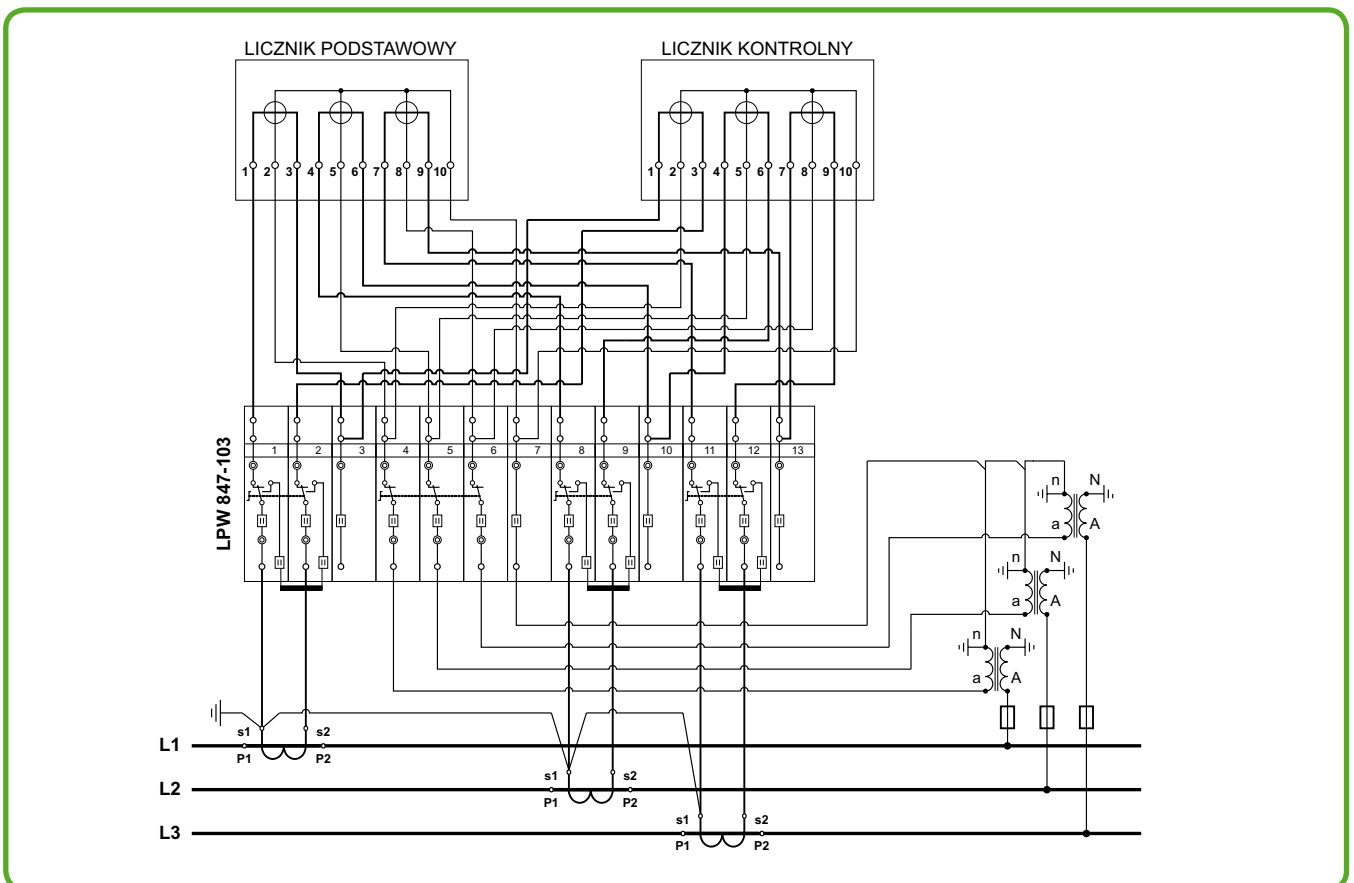 LICZNIK PODSTAWOWY LICZNIK KONTROLNY
1 2 3 4 5 6 7 8 9 10 1 2 3 4 5 6 7 8 9 10
LPW 847-103
1 2 3 4 5 6 7 8 9 10 11 12 13
n N
a A
n N
a A
n N
a A
s1 s2
L1
P1 P2
s1 s2
L2
P1 P2
s1 s2
L3
P1 P2